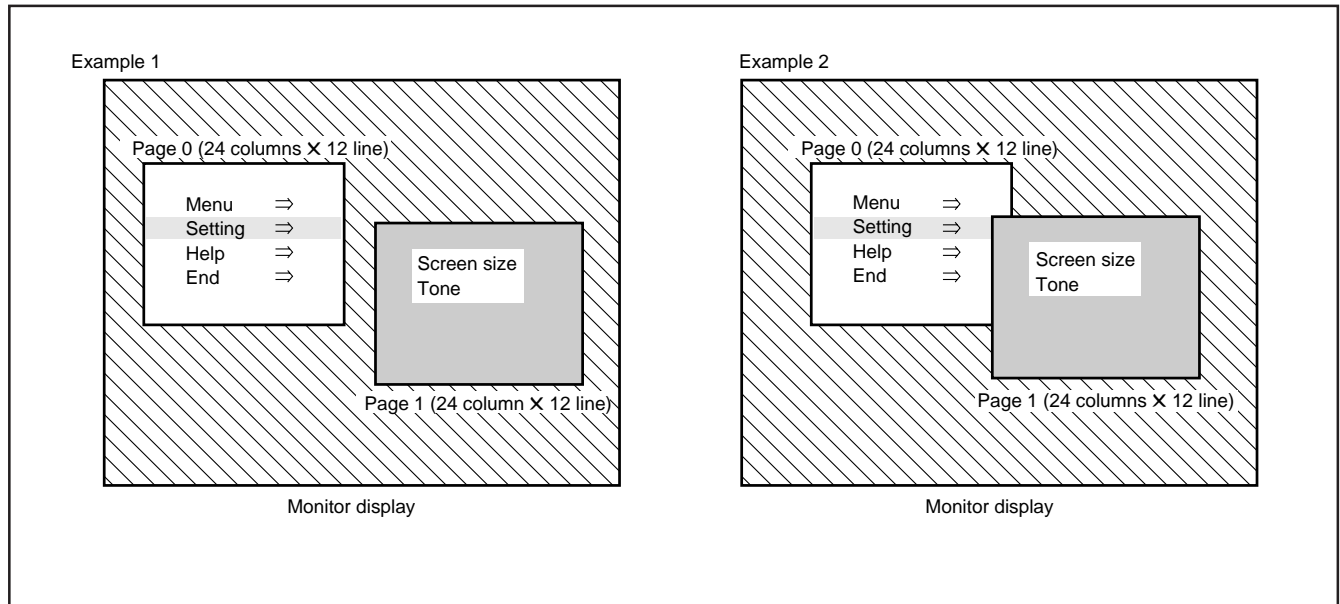 Example 1
Page 0 (24 columns X 12 line)
Menu ⇒
Setting ⇒
Help ⇒
End ⇒
Screen size
Tone
Page 1 (24 column X 12 line)
Monitor display
Example 2
Page 0 (24 columns X 12 line)
Menu ⇒
Setting ⇒
Help ⇒
End ⇒
Screen size
Tone
Page 1 (24 columns X 12 line)
Monitor display